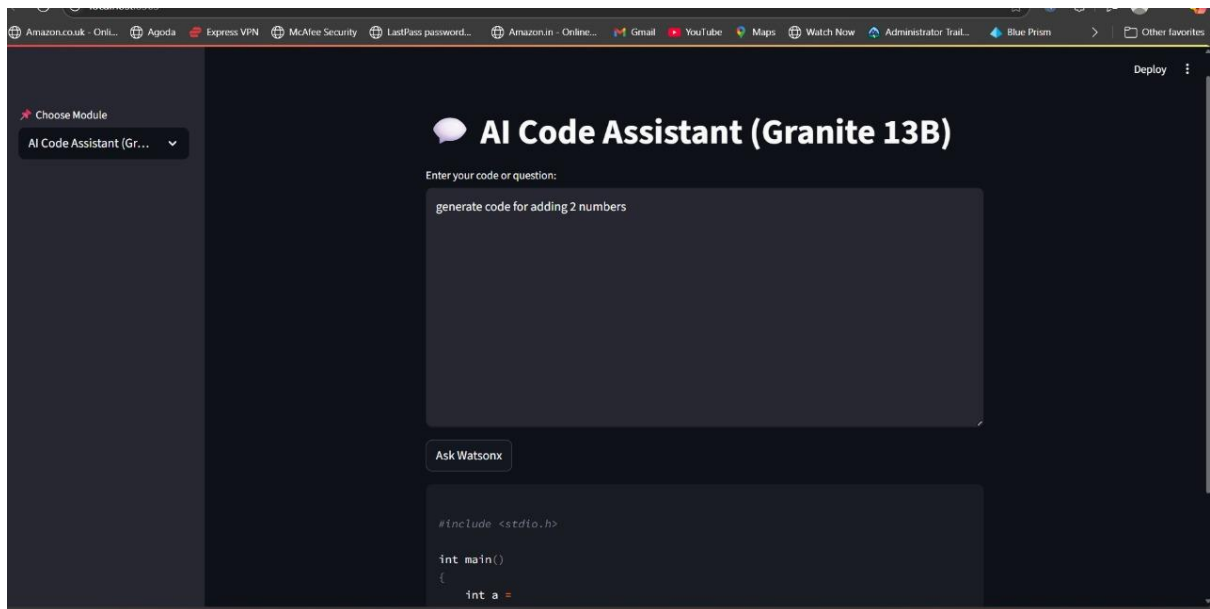 Amazon.co.uk - Onli... Agoda Express VPN McAfee Security LastPass password... Amazon.in - Online... Gmail YouTube Maps Watch Now Administrator Trail... Blue Prism > Other favorites
Deploy
Choose Module
AI Code Assistant (Gr...
AI Code Assistant (Granite 13B)
Enter your code or question:
generate code for adding 2 numbers
Ask Watsonx
#include <stdio.h>
int main()
{
int a =